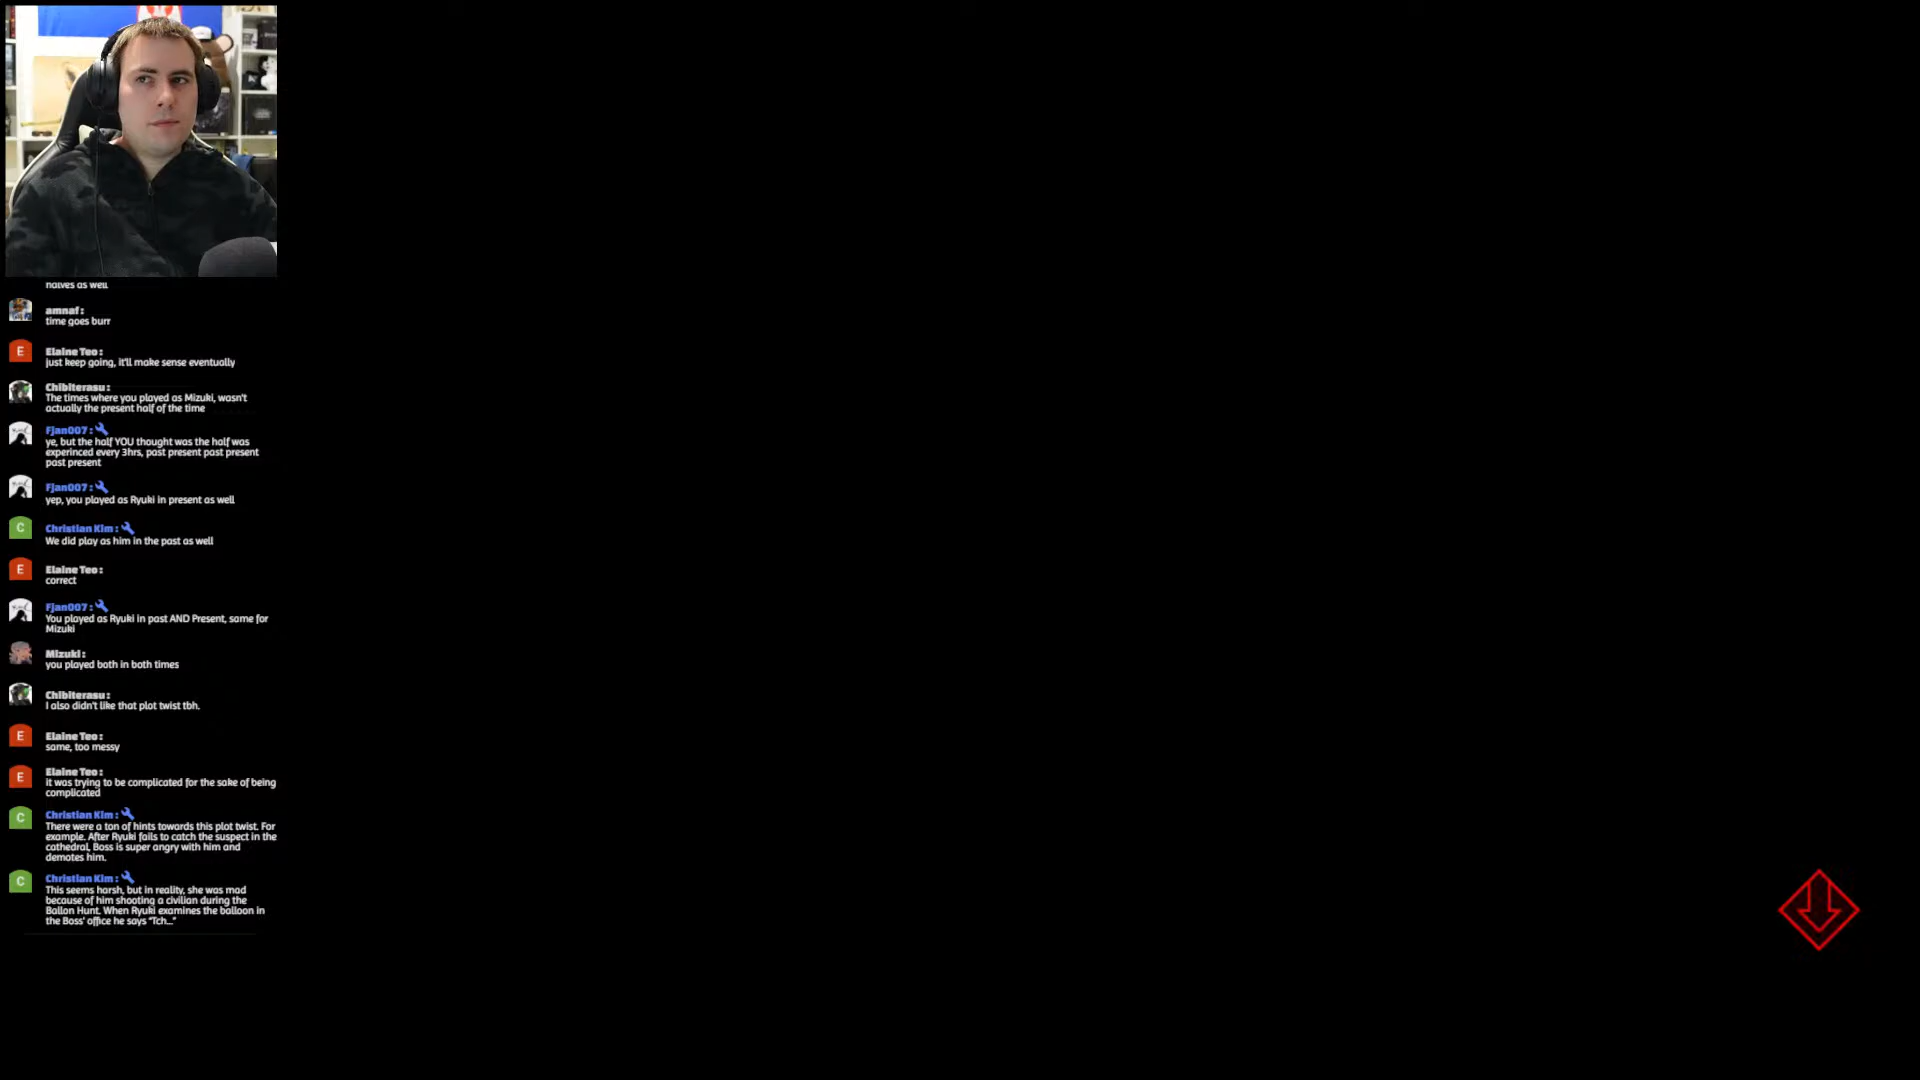 halves as well
amnaf :
time goes burr
Elaine Teo :
just keep going, it'll make sense eventually
Chibiterasu :
The times where you played as Mizuki, wasn't
actually the present half of the time
Fjan007 :
ye, but the half YOU thought was the half was
experinced every 3hrs, past present past present
past present
Fjan007 :
yep, you played as Ryuki in present as well
Christian Kim :
We did play as him in the past as well
Elaine Teo :
correct
Fjan007 :
You played as Ryuki in past AND Present, same for
Mizuki
Mizuki :
you played both in both times
Chibiterasu :
I also didn't like that plot twist tbh.
Elaine Teo :
same, too messy
Elaine Teo :
it was trying to be complicated for the sake of being
complicated
Christian Kim :
There were a ton of hints towards this plot twist. For
example. After Ryuki fails to catch the suspect in the
cathedral, Boss is super angry with him and
demotes him.
Christian Kim :
This seems harsh, but in reality, she was mad
because of him shooting a civilian during the
Ballon Hunt. When Ryuki examines the balloon in
the Boss' office he says "Tch..."
E
E
C
E
E
E
C
C